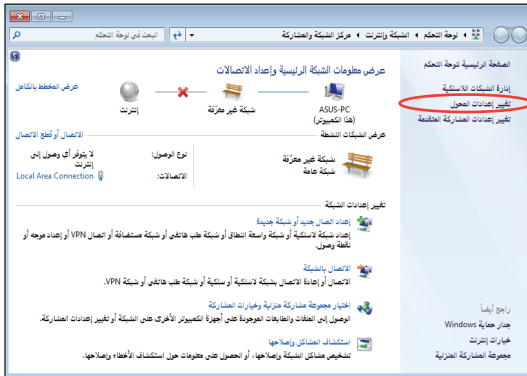 لوحة التحكم ◂ الشبكة وإنترنت ◂ مركز الشبكة والمشاركة
البحث في لوحة التحكم
الصفحة الرئيسية للوحة التحكم
إدارة الشبكات اللاسلكية
تغيير إعدادات المحول
تغيير إعدادات المشاركة المتقدمة
عرض معلومات الشبكة الرئيسية وإعداد الاتصالات
عرض المخطط بالكامل
ASUS-PC
(هذا الكمبيوتر)
شبكة غير معرّفة
إنترنت
عرض الشبكات النشطة
الاتصال أو قطع الاتصال
شبكة غير معرّفة
شبكة عامة
نوع الوصول:
لا يتوفر أي وصول إلى
إنترنت
الاتصالات:
Local Area Connection
تغيير إعدادات الشبكة
إعداد اتصال جديد أو شبكة جديدة
إعداد شبكة لاسلكية أو شبكة واسعة النطاق أو شبكة طلب هاتفي أو شبكة مستضافة أو اتصال VPN أو إعداد موجه أو
نقطة وصول.
الاتصال بالشبكة
الاتصال أو إعادة الاتصال بشبكة لاسلكية أو سلكية أو شبكة طلب هاتفي أو شبكة VPN.
اختيار مجموعة مشاركة منزلية وخيارات المشاركة
الوصول إلى الملفات والطابعات الموجودة على أجهزة الكمبيوتر الأخرى على الشبكة أو تغيير إعدادات المشاركة.
استكشاف المشاكل وإصلاحها
تشخيص مشاكل الشبكة وإصلاحها، أو الحصول على معلومات حول استكشاف الأخطاء وإصلاحها.
راجع أيضاً
جدار حماية Windows
خيارات إنترنت
مجموعة المشاركة المنزلية